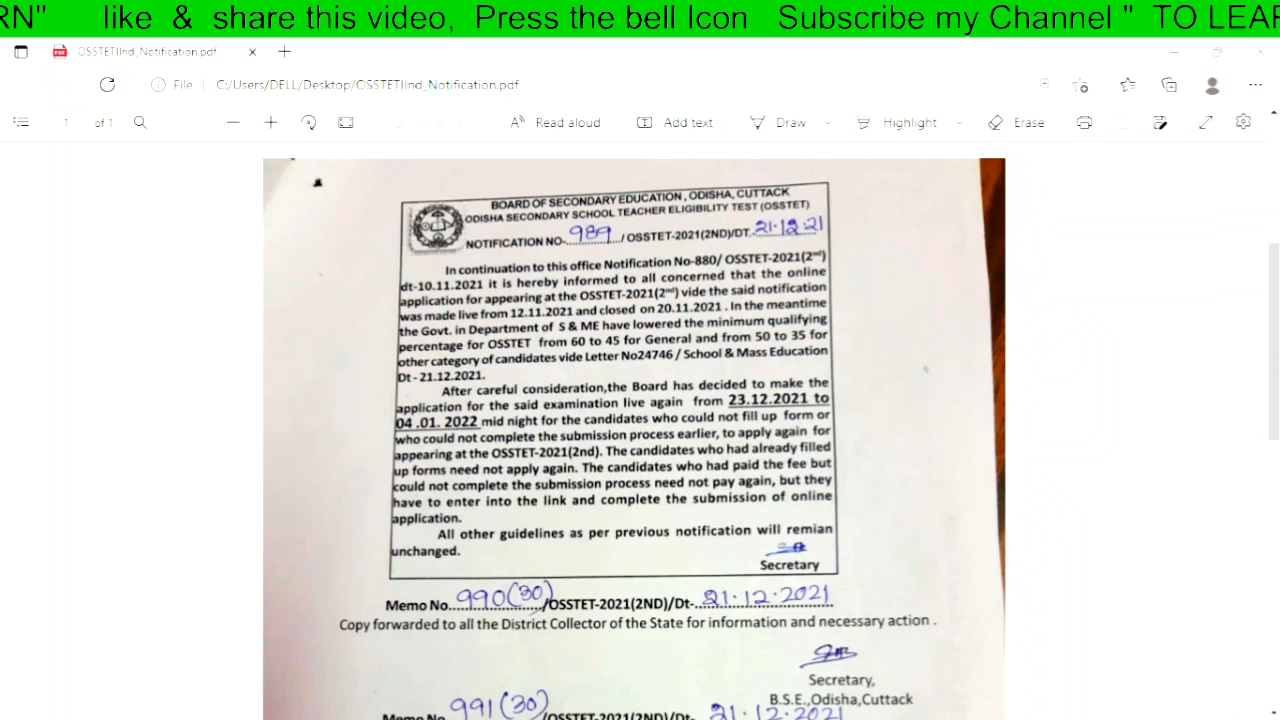 RN"      like  &  share this video,  Press the bell Icon   Subscribe my Channel "  TO LEAR
OSSTETIInd_Notification.pdf
File C:/Users/DELL/Desktop/OSSTETIInd_Notification.pdf
1 of 1 Read aloud Add text Draw Highlight Erase
BOARD OF SECONDARY EDUCATION, ODISHA, CUTTACK
ODISHA SECONDARY SCHOOL TEACHER ELIGIBILITY TEST (OSSTET)
NOTIFICATION NO-989/ OSSTET-2021(2ND)/DT.21.12.21
In continuation to this office Notification No-880/ OSSTET-2021(2nd)
dt-10.11.2021 it is hereby informed to all concerned that the online
application for appearing at the OSSTET-2021(2nd) vide the said notification
was made live from 12.11.2021 and closed on 20.11.2021. In the meantime
the Govt. in Department of S & ME have lowered the minimum qualifying
percentage for OSSTET from 60 to 45 for General and from 50 to 35 for
other category of candidates vide Letter No24746 / School & Mass Education
Dt-21.12.2021.
After careful consideration,the Board has decided to make the
application for the said examination live again from 23.12.2021 to
04 .01. 2022 mid night for the candidates who could not fill up form or
who could not complete the submission process earlier, to apply again for
appearing at the OSSTET-2021(2nd). The candidates who had already filled
up forms need not apply again. The candidates who had paid the fee but
could not complete the submission process need not pay again, but they
have to enter into the link and complete the submission of online
application.
All other guidelines as per previous notification will remian
unchanged.
Secretary
Memo No.990(30)/OSSTET-2021(2ND)/Dt-21.12.2021
Copy forwarded to all the District Collector of the State for information and necessary action .
Secretary,
B.S.E.,Odisha,Cuttack
Memo No 991(30)/OSSTET-2021(2ND)/Dt- 21.12.2021